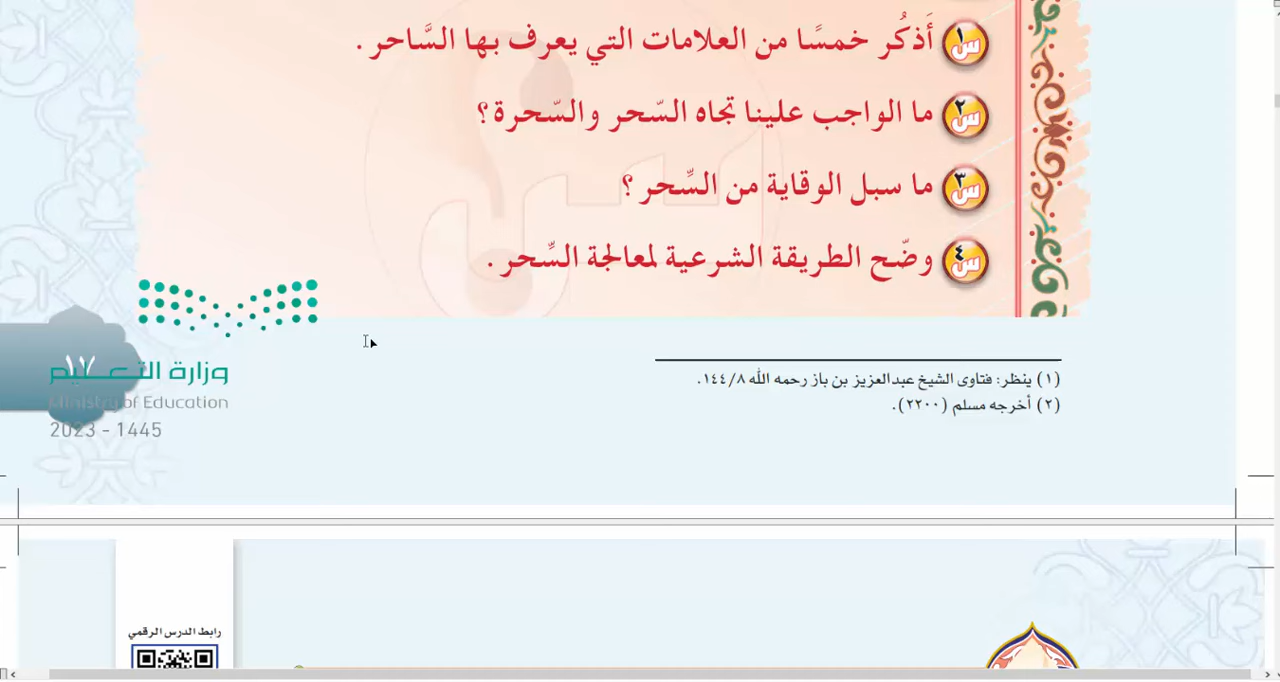 س١ أَذكُر خمسًا من العلامات التي يعرف بها السَّاحر .
س٢ ما الواجب علينا تجاه السّحر والسّحرة؟
س٣ ما سبل الوقاية من السِّحر ؟
س٤ وضّح الطريقة الشرعية لمعالجة السِّحر .
(١) ينظر: فتاوى الشيخ عبدالعزيز بن باز رحمه الله ١٤٤/٨.
(٢) أخرجه مسلم (٢٢٠٠).
١٧
وزارة التعليم
Ministry of Education
2023 - 1445
رابط الدرس الرقمي